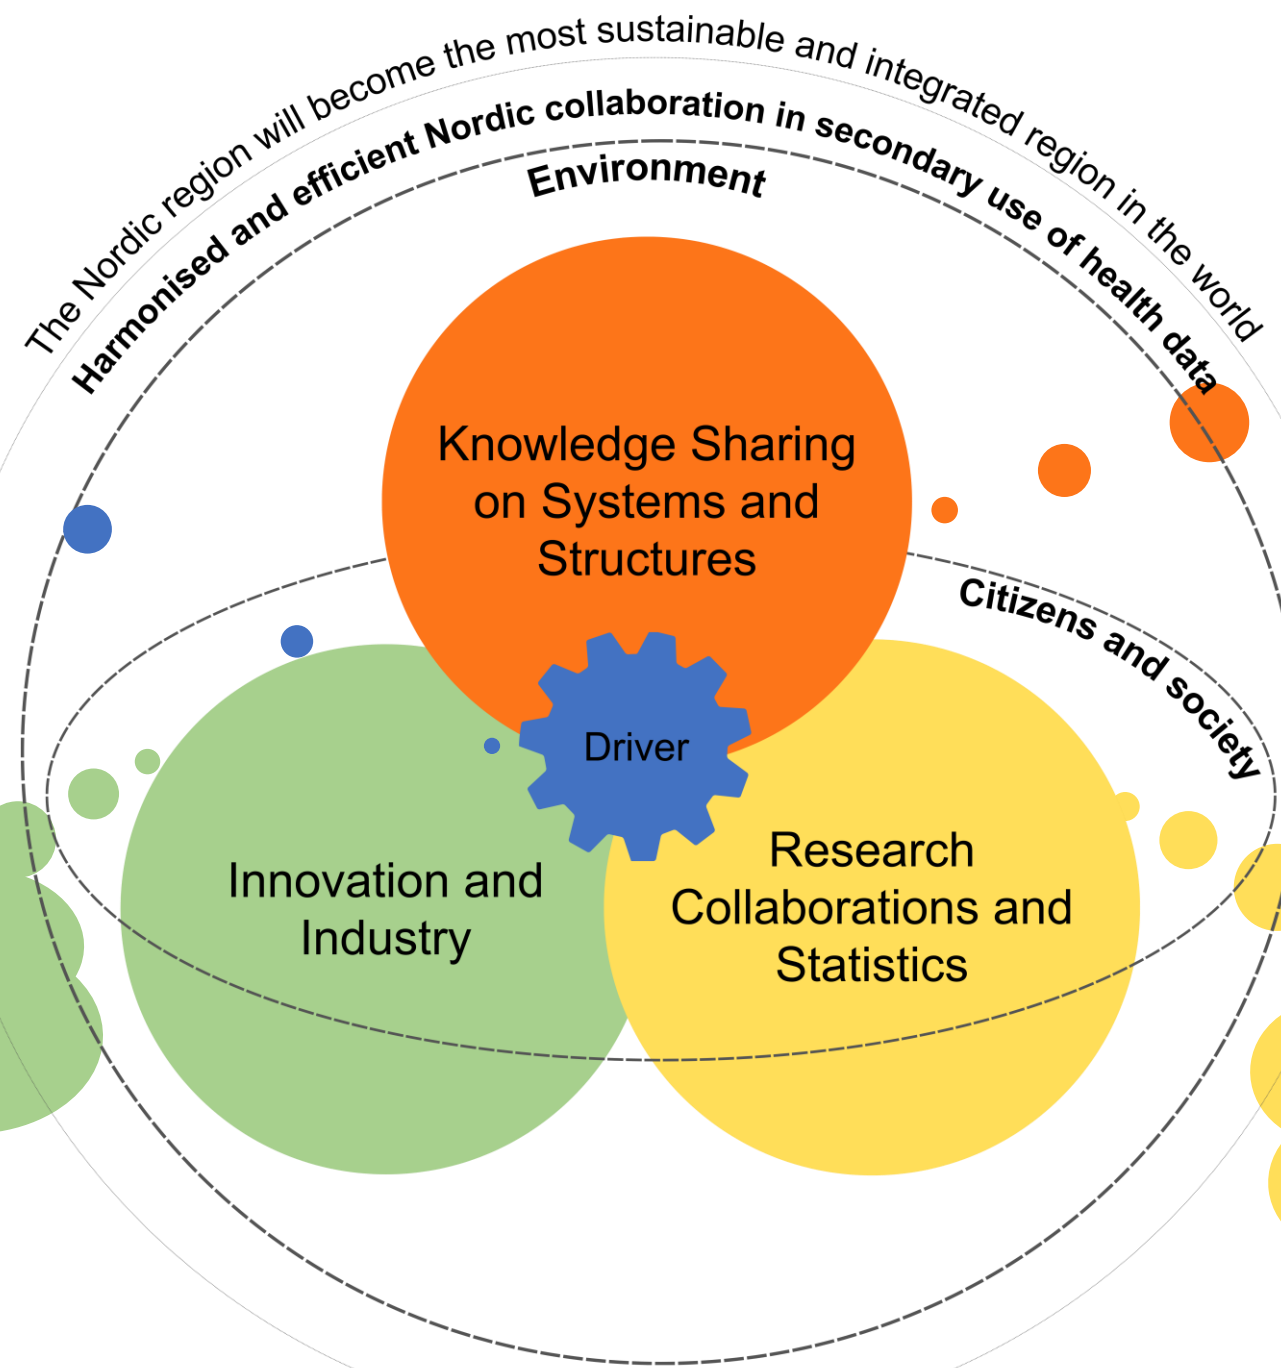 The Nordic region will become the most sustainable and integrated region in the world
Harmonised and efficient Nordic collaboration in secondary use of health data
Environment
Knowledge Sharing
on Systems and
Structures
Citizens and society
Driver
Innovation and
Industry
Research
Collaborations and
Statistics